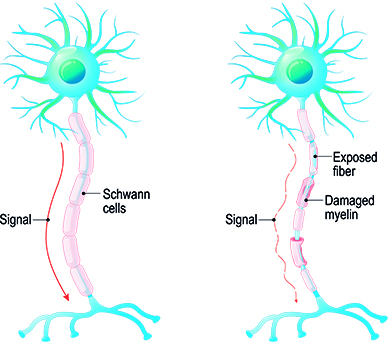 Signal
Schwann
cells
Exposed
fiber
Damaged
myelin
Signal